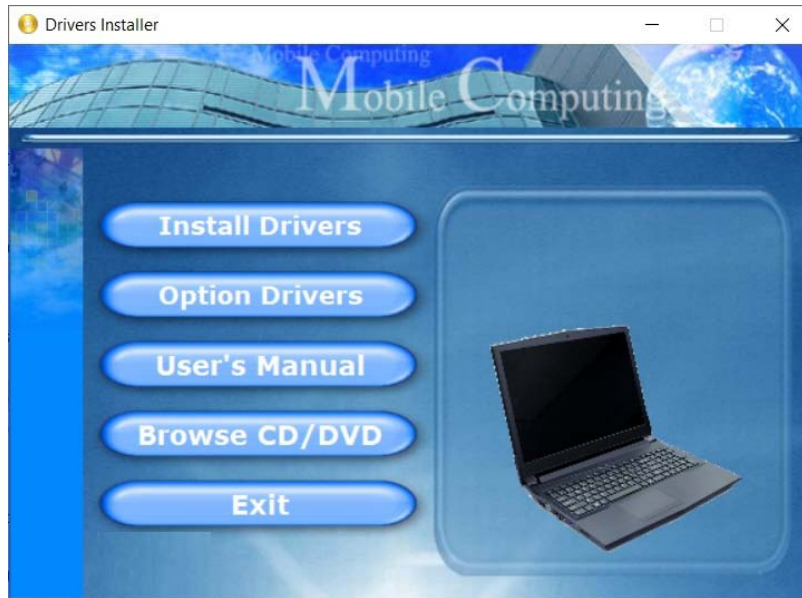 Drivers Installer
Mobile Computing
Mobile Computing
Install Drivers
Option Drivers
User's Manual
Browse CD/DVD
Exit